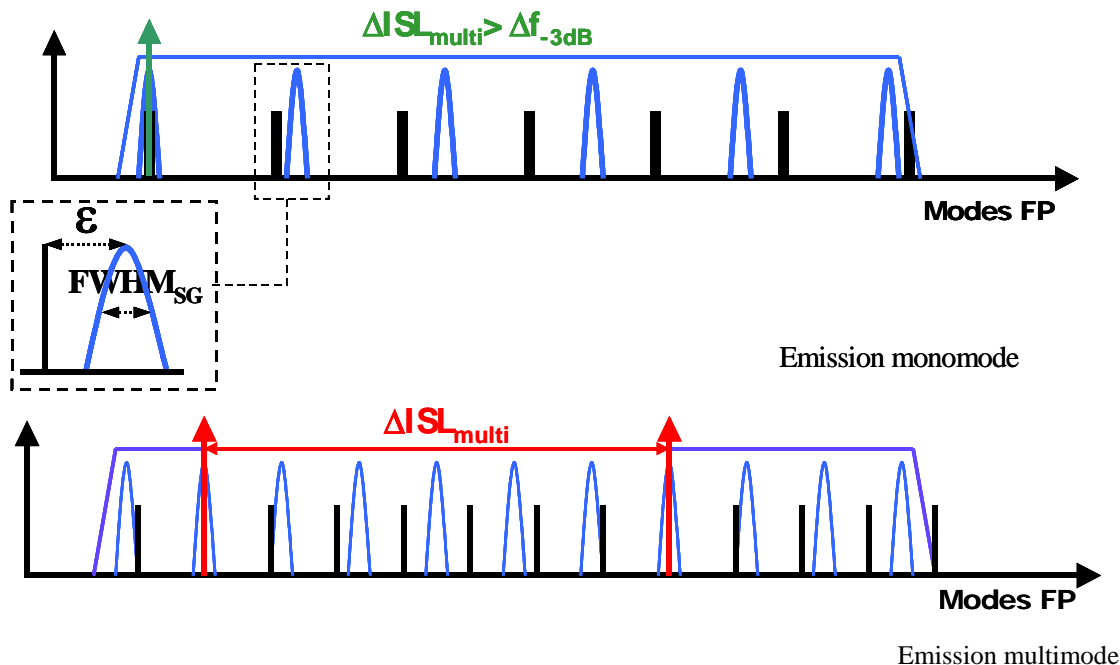 ΔISLmulti> Δf-3dB
Modes FP
ε
FWHMSG
Emission monomode
ΔISLmulti
Modes FP
Emission multimode